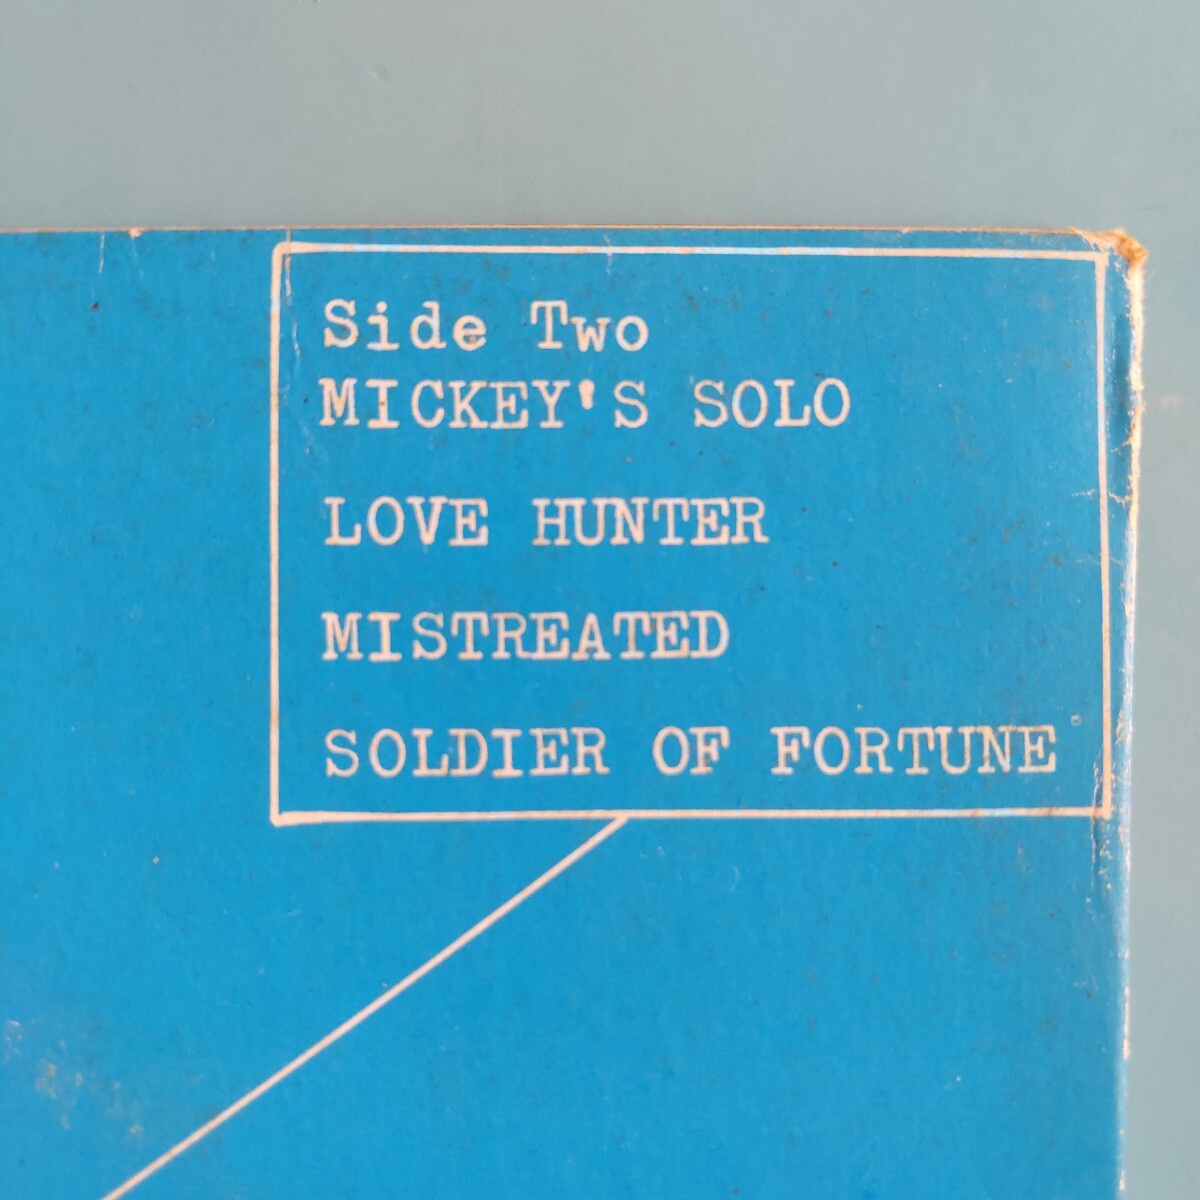 Side Two
MICKEY'S SOLO
LOVE HUNTER
MISTREATED
SOLDIER OF FORTUNE